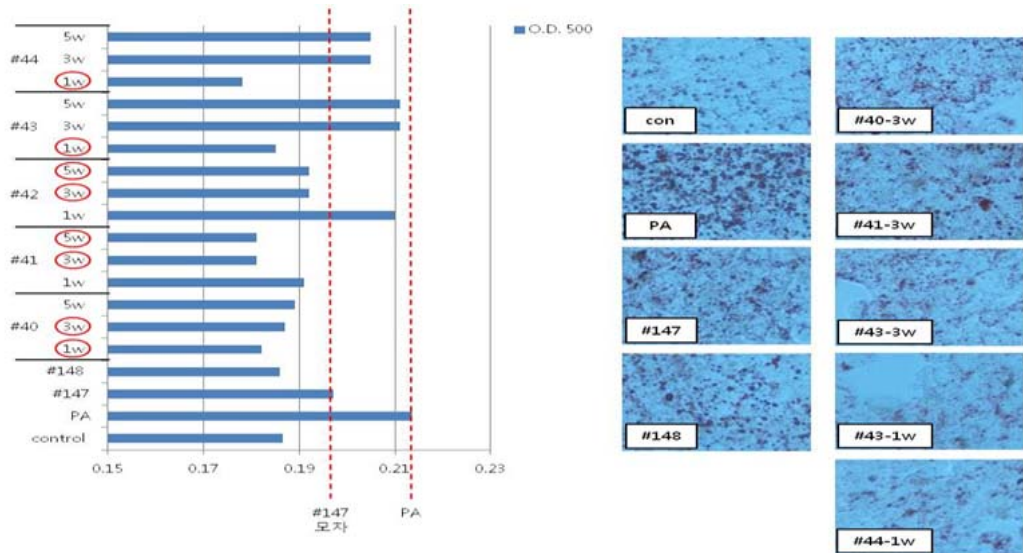 O.D. 500
5w
#44 3w
1w
5w
#43 3w
1w
5w
#42 3w
1w
5w
#41 3w
1w
5w
#40 3w
1w
#148
#147
PA
control
0.15 0.17 0.19 0.21 0.23
#147 PA
모자
con
PA
#147
#148
#40-3w
#41-3w
#43-3w
#43-1w
#44-1w